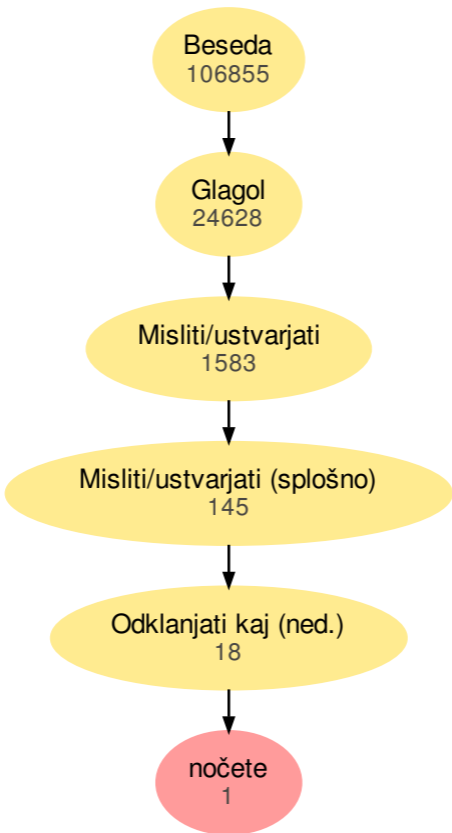 Beseda
106855
Glagol
24628
Misliti/ustvarjati
1583
Misliti/ustvarjati (splošno)
145
Odklanjati kaj (ned.)
18
nočete
1